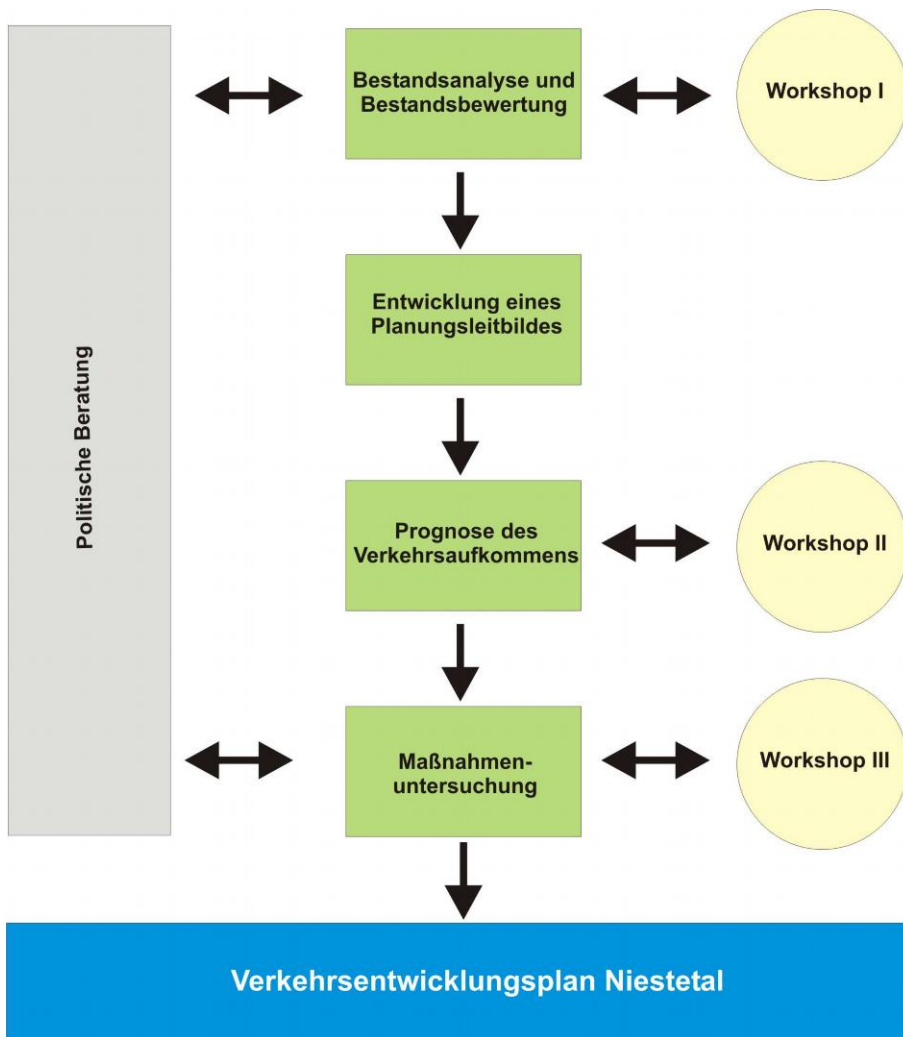 Bestandsanalyse und
Bestandsbewertung
Workshop I
Entwicklung eines
Planungsleitbildes
Politische Beratung
Prognose des
Verkehrsaufkommens
Workshop II
Maßnahmen-
untersuchung
Workshop III
Verkehrsentwicklungsplan Niestetal